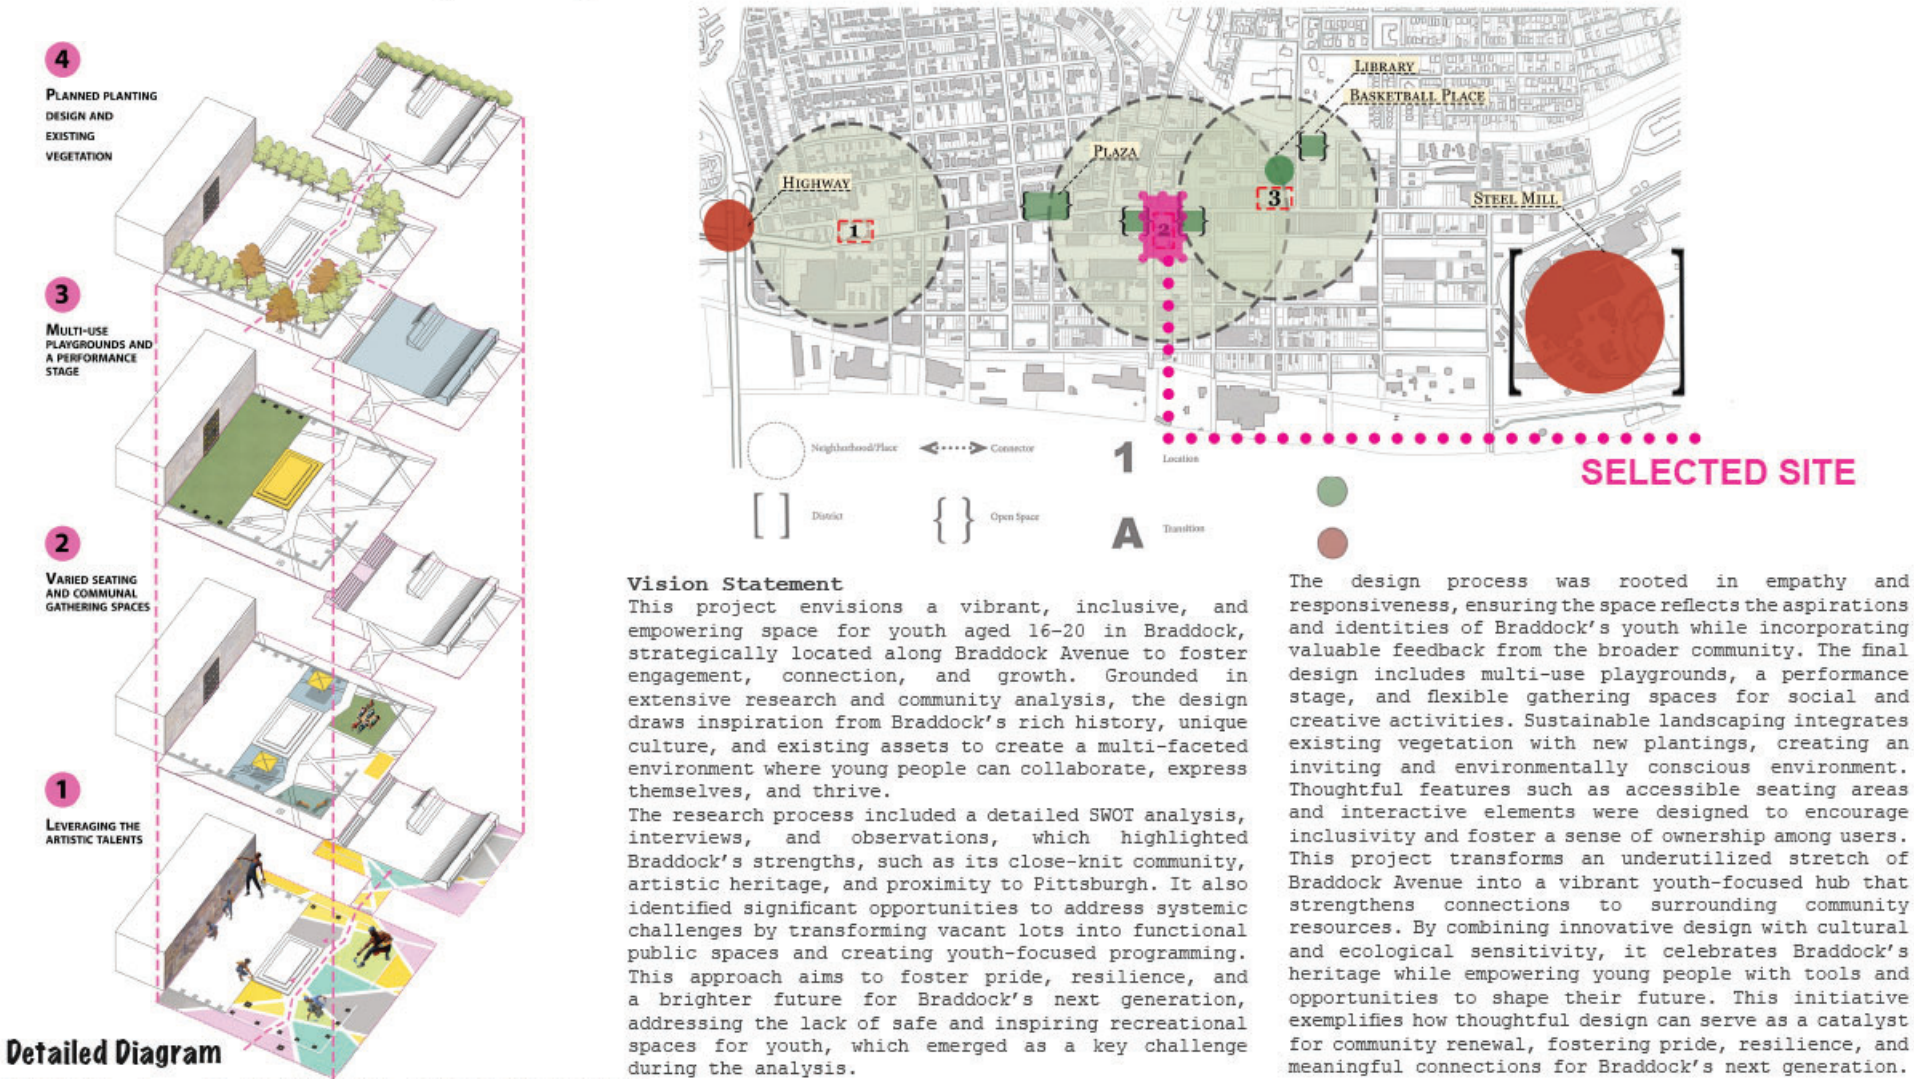 4
PLANNED PLANTING
DESIGN AND
EXISTING
VEGETATION
3
MULTI-USE
PLAYGROUNDS AND
A PERFORMANCE
STAGE
2
VARIED SEATING
AND COMMUNAL
GATHERING SPACES
1
LEVERAGING THE
ARTISTIC TALENTS
Detailed Diagram
LIBRARY
BASKETBALL PLACE
PLAZA
HIGHWAY
STEEL MILL
1
2
3
Neighborhood/Place
Connector
1
Location
[ ]
District
{ }
Open Space
A
Transition
SELECTED SITE
Vision Statement
This project envisions a vibrant, inclusive, and
empowering space for youth aged 16-20 in Braddock,
strategically located along Braddock Avenue to foster
engagement, connection, and growth. Grounded in
extensive research and community analysis, the design
draws inspiration from Braddock's rich history, unique
culture, and existing assets to create a multi-faceted
environment where young people can collaborate, express
themselves, and thrive.
The research process included a detailed SWOT analysis,
interviews, and observations, which highlighted
Braddock's strengths, such as its close-knit community,
artistic heritage, and proximity to Pittsburgh. It also
identified significant opportunities to address systemic
challenges by transforming vacant lots into functional
public spaces and creating youth-focused programming.
This approach aims to foster pride, resilience, and
a brighter future for Braddock's next generation,
addressing the lack of safe and inspiring recreational
spaces for youth, which emerged as a key challenge
during the analysis.
The design process was rooted in empathy and
responsiveness, ensuring the space reflects the aspirations
and identities of Braddock's youth while incorporating
valuable feedback from the broader community. The final
design includes multi-use playgrounds, a performance
stage, and flexible gathering spaces for social and
creative activities. Sustainable landscaping integrates
existing vegetation with new plantings, creating an
inviting and environmentally conscious environment.
Thoughtful features such as accessible seating areas
and interactive elements were designed to encourage
inclusivity and foster a sense of ownership among users.
This project transforms an underutilized stretch of
Braddock Avenue into a vibrant youth-focused hub that
strengthens connections to surrounding community
resources. By combining innovative design with cultural
and ecological sensitivity, it celebrates Braddock's
heritage while empowering young people with tools and
opportunities to shape their future. This initiative
exemplifies how thoughtful design can serve as a catalyst
for community renewal, fostering pride, resilience, and
meaningful connections for Braddock's next generation.